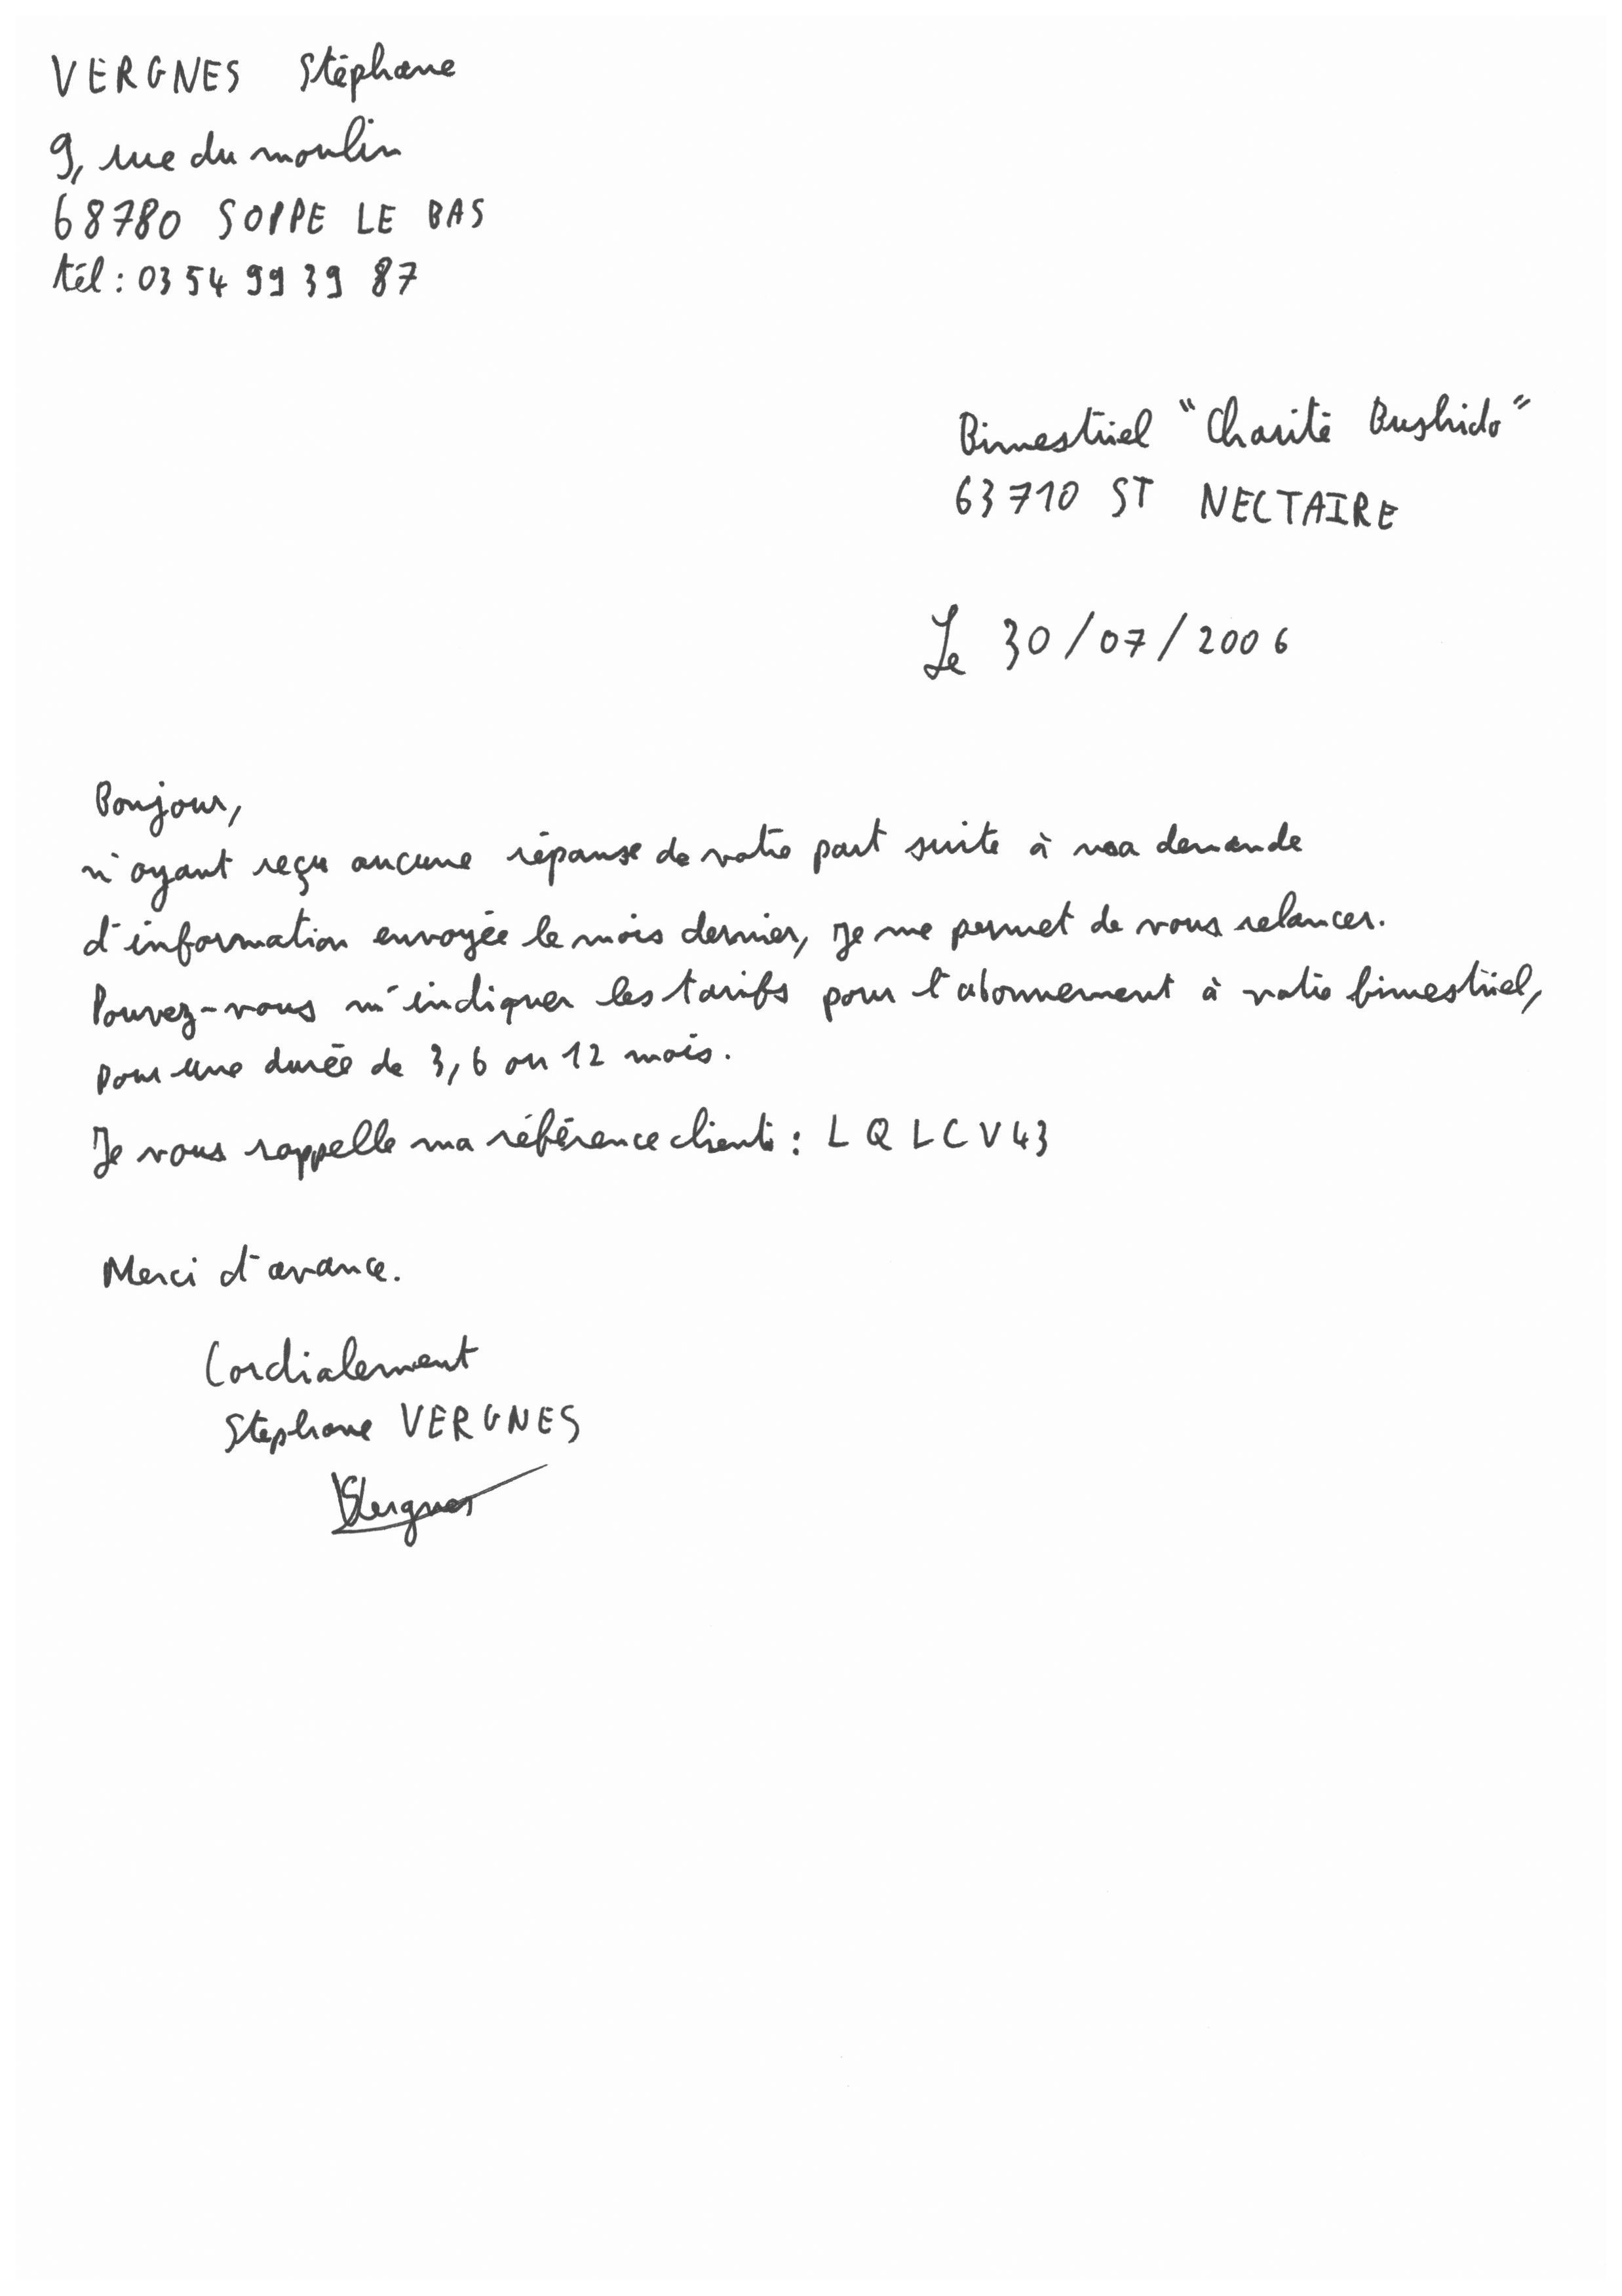 VERGNES Stéphane
9, rue du moulin
68780 SOPPE LE BAS
tél : 03 54 99 39 87
Bimestriel "Charité Bushido"
63710 ST NECTAIRE
Le 30/07/2006
Bonjour,
n'ayant reçu aucune réponse de votre part suite à ma demande
d'information envoyée le mois dernier, je me permet de vous relancer.
Pouvez-vous m'indiquer les tarifs pour l'abonnement à votre bimestriel,
pour une durée de 3, 6 ou 12 mois.
Je vous rappelle ma référence client : LQLCV43
Merci d'avance.
Cordialement
Stephane VERGNES
SVergnes